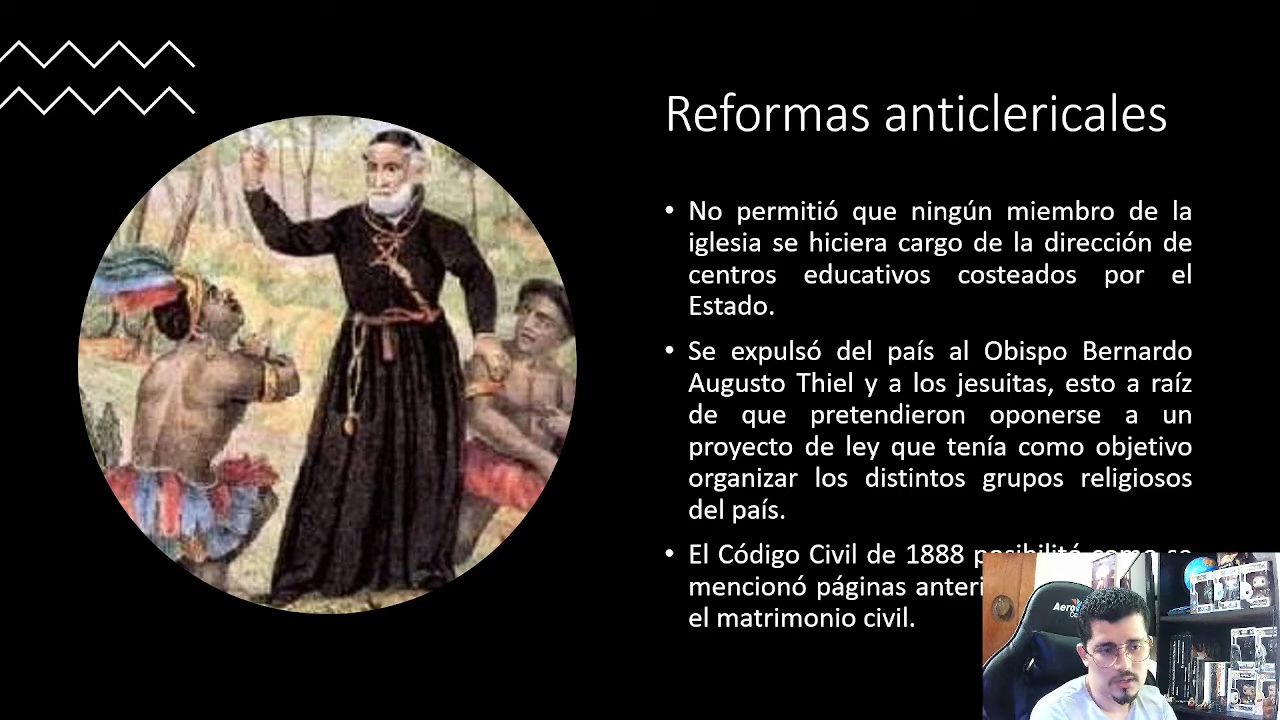 Reformas anticlericales
• No permitió que ningún miembro de la
iglesia se hiciera cargo de la dirección de
centros educativos costeados por el
Estado.
• Se expulsó del país al Obispo Bernardo
Augusto Thiel y a los jesuitas, esto a raíz
de que pretendieron oponerse a un
proyecto de ley que tenía como objetivo
organizar los distintos grupos religiosos
del país.
• El Código Civil de 1888 posibilitó como se
mencionó páginas
el matrimonio civil.